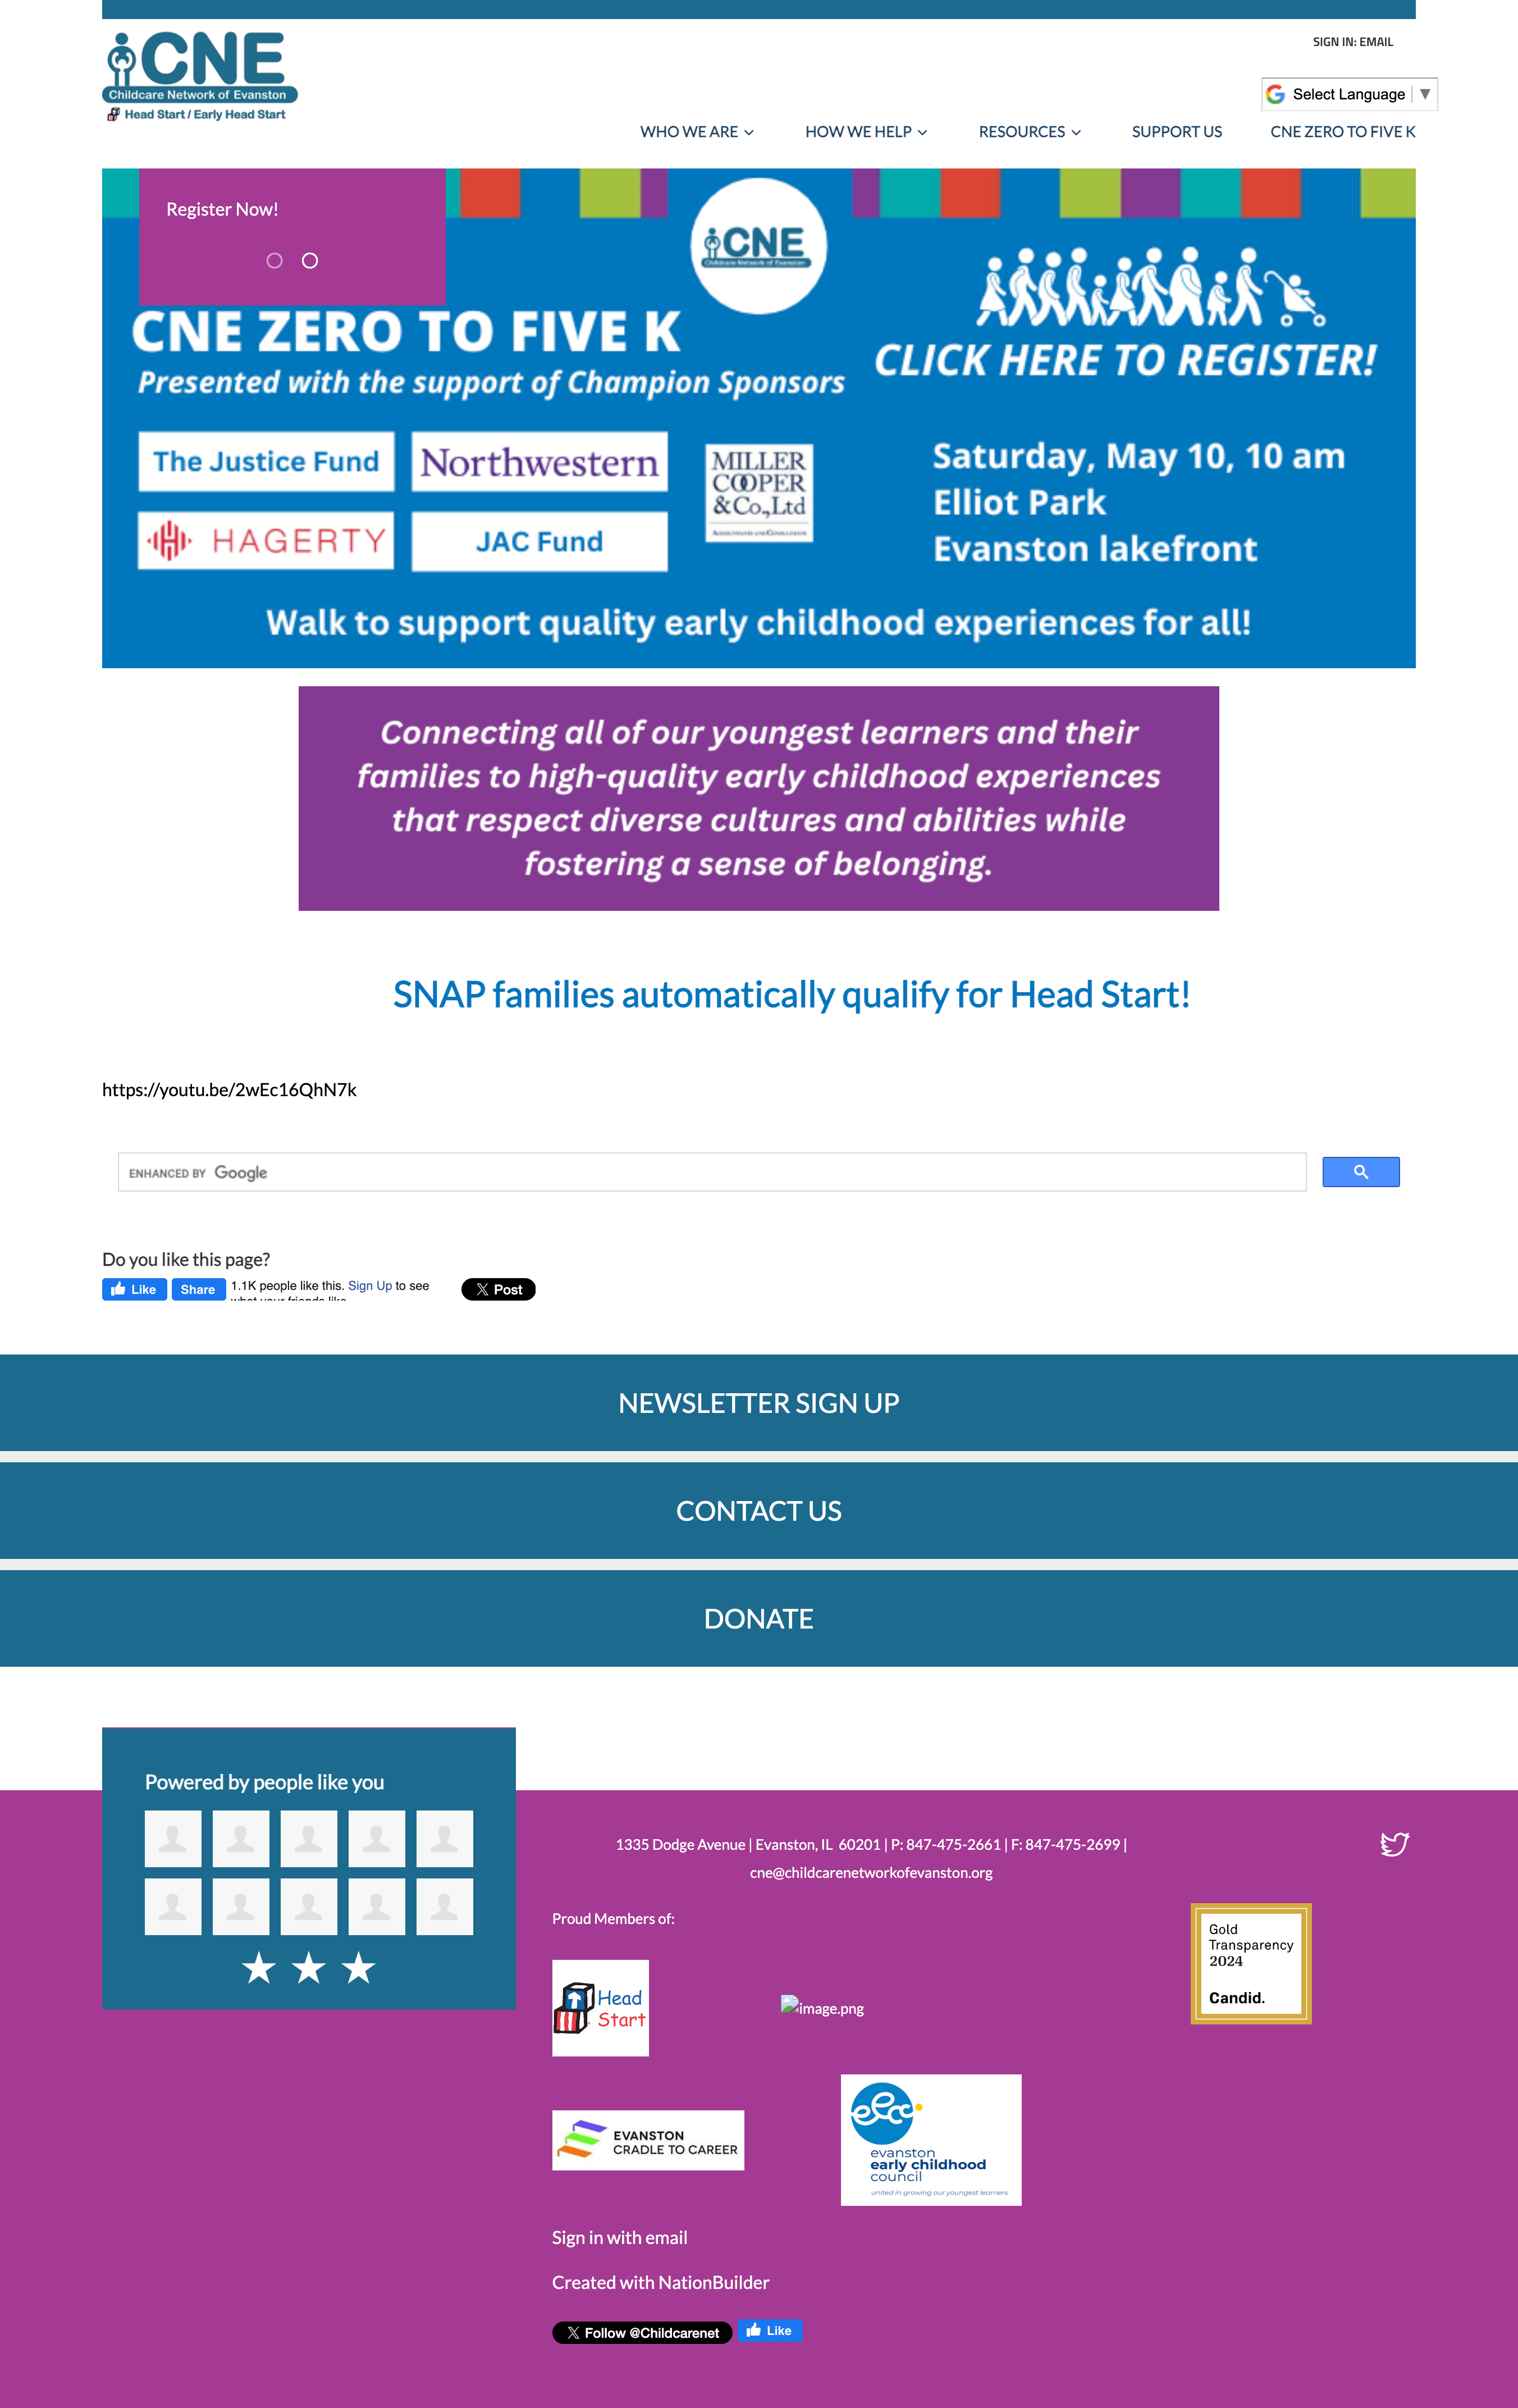 CNE
Childcare Network of Evanston
Head Start / Early Head Start
SIGN IN: EMAIL
Select Language ▼
WHO WE ARE
HOW WE HELP
RESOURCES
SUPPORT US
CNE ZERO TO FIVE K
Register Now!
CNE
Childcare Network of Evanston
CNE ZERO TO FIVE K
Presented with the support of Champion Sponsors
CLICK HERE TO REGISTER!
The Justice Fund
Northwestern
MILLER
COOPER
& Co., Ltd
ACCOUNTANTS AND CONSULTANTS
HAGERTY
JAC Fund
Saturday, May 10, 10 am
Elliot Park
Evanston lakefront
Walk to support quality early childhood experiences for all!
Connecting all of our youngest learners and their
families to high-quality early childhood experiences
that respect diverse cultures and abilities while
fostering a sense of belonging.
SNAP families automatically qualify for Head Start!
https://youtu.be/2wEc16QhN7k
ENHANCED BY Google
Do you like this page?
Like
Share
1.1K people like this. Sign Up to see
what your friends like.
Post
NEWSLETTER SIGN UP
CONTACT US
DONATE
Powered by people like you
1335 Dodge Avenue | Evanston, IL 60201 | P: 847-475-2661 | F: 847-475-2699 |
cne@childcarenetworkofevanston.org
Proud Members of:
Gold
Transparency
2024
Candid.
Head
Start
image.png
EVANSTON
CRADLE TO CAREER
eecc
evanston
early childhood
council
united in growing our youngest learners
Sign in with email
Created with NationBuilder
Follow @Childcarenet
Like